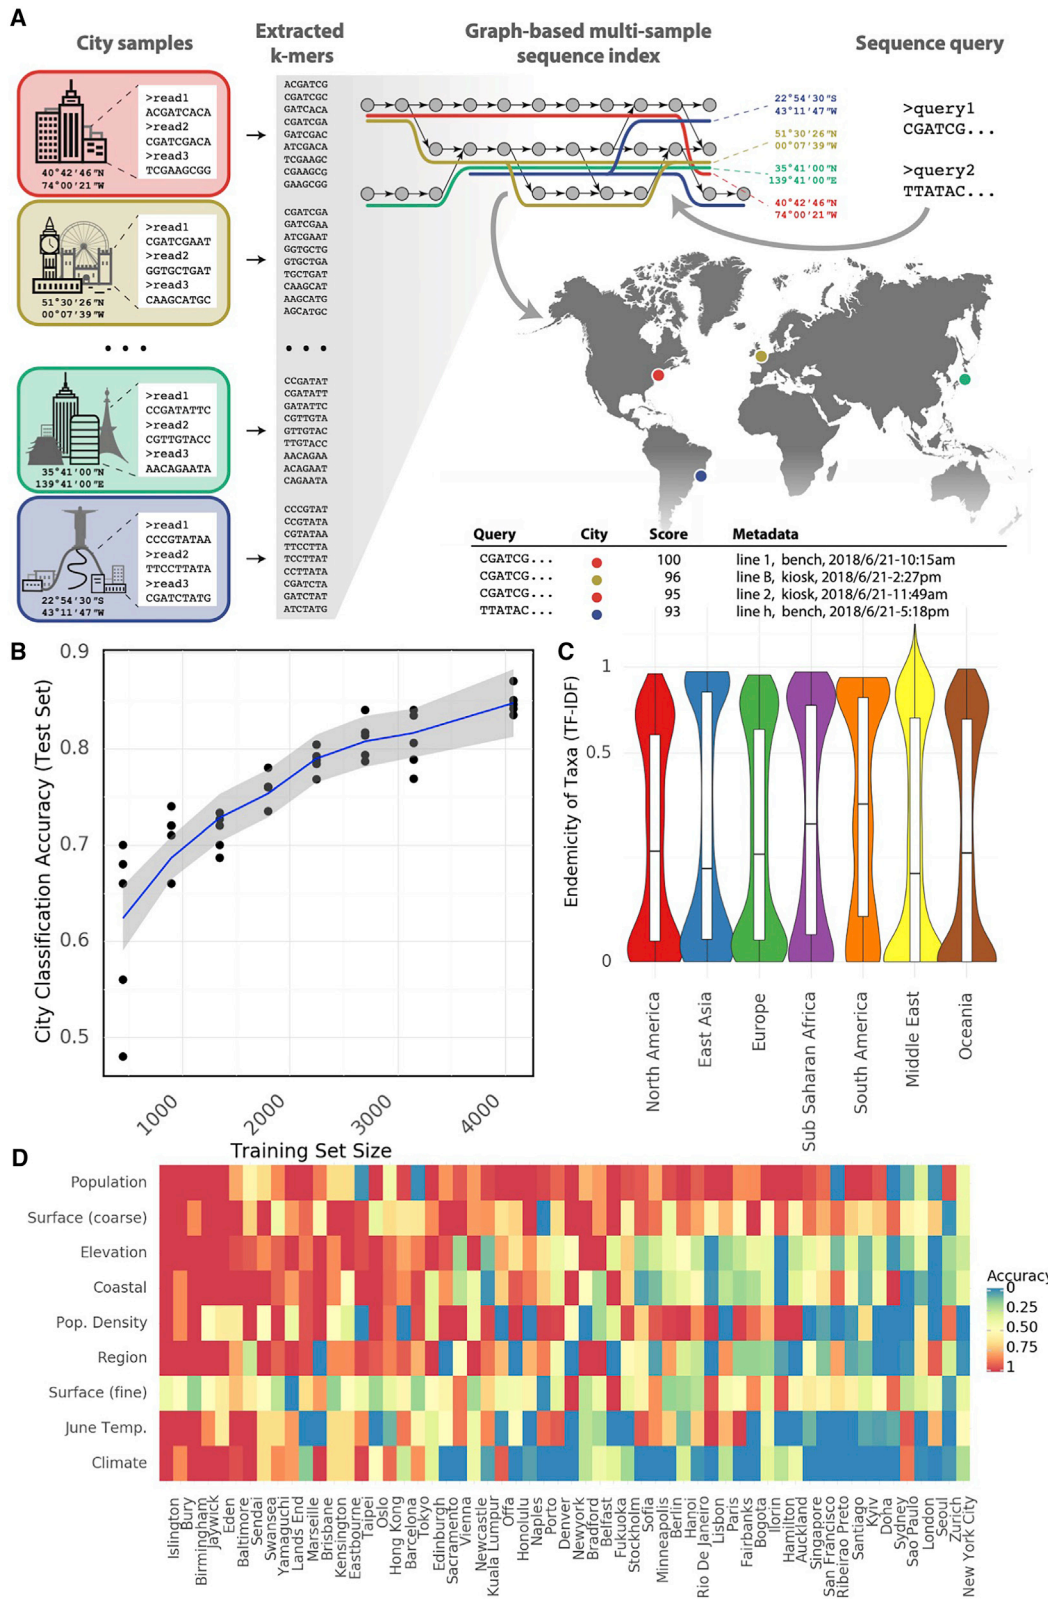 A
City samples
Extracted
k-mers
Graph-based multi-sample
sequence index
Sequence query
>read1
ACGATCACA
>read2
CGATCGACA
>read3
TCGAAGCGG
40°42'46"N
74°00'21"W
>read1
CGATCGAAT
>read2
GGTGCTGAT
>read3
CAAGCATGC
51°30'26"N
00°07'39"W
• • •
>read1
CCGATATTC
>read2
CGTTGTACC
>read3
AACAGAATA
35°41'00"N
139°41'00"E
>read1
CCCGTATAA
>read2
TTCCTTATA
>read3
CGATCTATG
22°54'30"S
43°11'47"W
ACGATCG
CGATCGC
GATCACA
CGATCGA
GATCGAC
ATCGACA
TCGAAGC
CGAAGCG
GAAGCGG
CGATCGA
GATCGAA
ATCGAAT
GGTGCTG
GTGCTGA
TGCTGAT
CAAGCAT
AAGCATG
AGCATGC
• • •
CCGATAT
CGATATT
GATATTC
CGTTGTA
GTTGTAC
TTGTACC
AACAGAA
ACAGAAT
CAGAATA
CCCGTAT
CCGTATA
CGTATAA
TTCCTTA
TCCTTAT
CCTTATA
CGATCTA
GATCTAT
ATCTATG
22°54'30"S
43°11'47"W
51°30'26"N
00°07'39"W
35°41'00"N
139°41'00"E
40°42'46"N
74°00'21"W
>query1
CGATCG...
>query2
TTATAC...
Query City Score Metadata
CGATCG... 100 line 1, bench, 2018/6/21-10:15am
CGATCG... 96 line B, kiosk, 2018/6/21-2:27pm
CGATCG... 95 line 2, kiosk, 2018/6/21-11:49am
TTATAC... 93 line h, bench, 2018/6/21-5:18pm
B
City Classification Accuracy (Test Set)
0.9
0.8
0.7
0.6
0.5
1000
2000
3000
4000
Training Set Size
C
Endemicity of Taxa (TF-IDF)
1
0.5
0
North America
East Asia
Europe
Sub Saharan Africa
South America
Middle East
Oceania
D
Population
Surface (coarse)
Elevation
Coastal
Pop. Density
Region
Surface (fine)
June Temp.
Climate
Accuracy
0
0.25
0.50
0.75
1
Islington
Bury
Birmingham
Jaywick
Eden
Baltimore
Sendai
Swansea
Yamaguchi
Lands End
Marseille
Brisbane
Kensington
Eastbourne
Taipei
Oslo
Hong Kong
Barcelona
Tokyo
Edinburgh
Sacramento
Vienna
Newcastle
Kuala Lumpur
Offa
Honolulu
Naples
Porto
Denver
Newyork
Bradford
Belfast
Fukuoka
Stockholm
Sofia
Minneapolis
Berlin
Hanoi
Rio De Janeiro
Lisbon
Paris
Fairbanks
Bogota
Ilorin
Hamilton
Auckland
Singapore
San Francisco
Ribeirao Preto
Santiago
Kyiv
Doha
Sydney
Sao Paulo
London
Seoul
Zurich
New York City